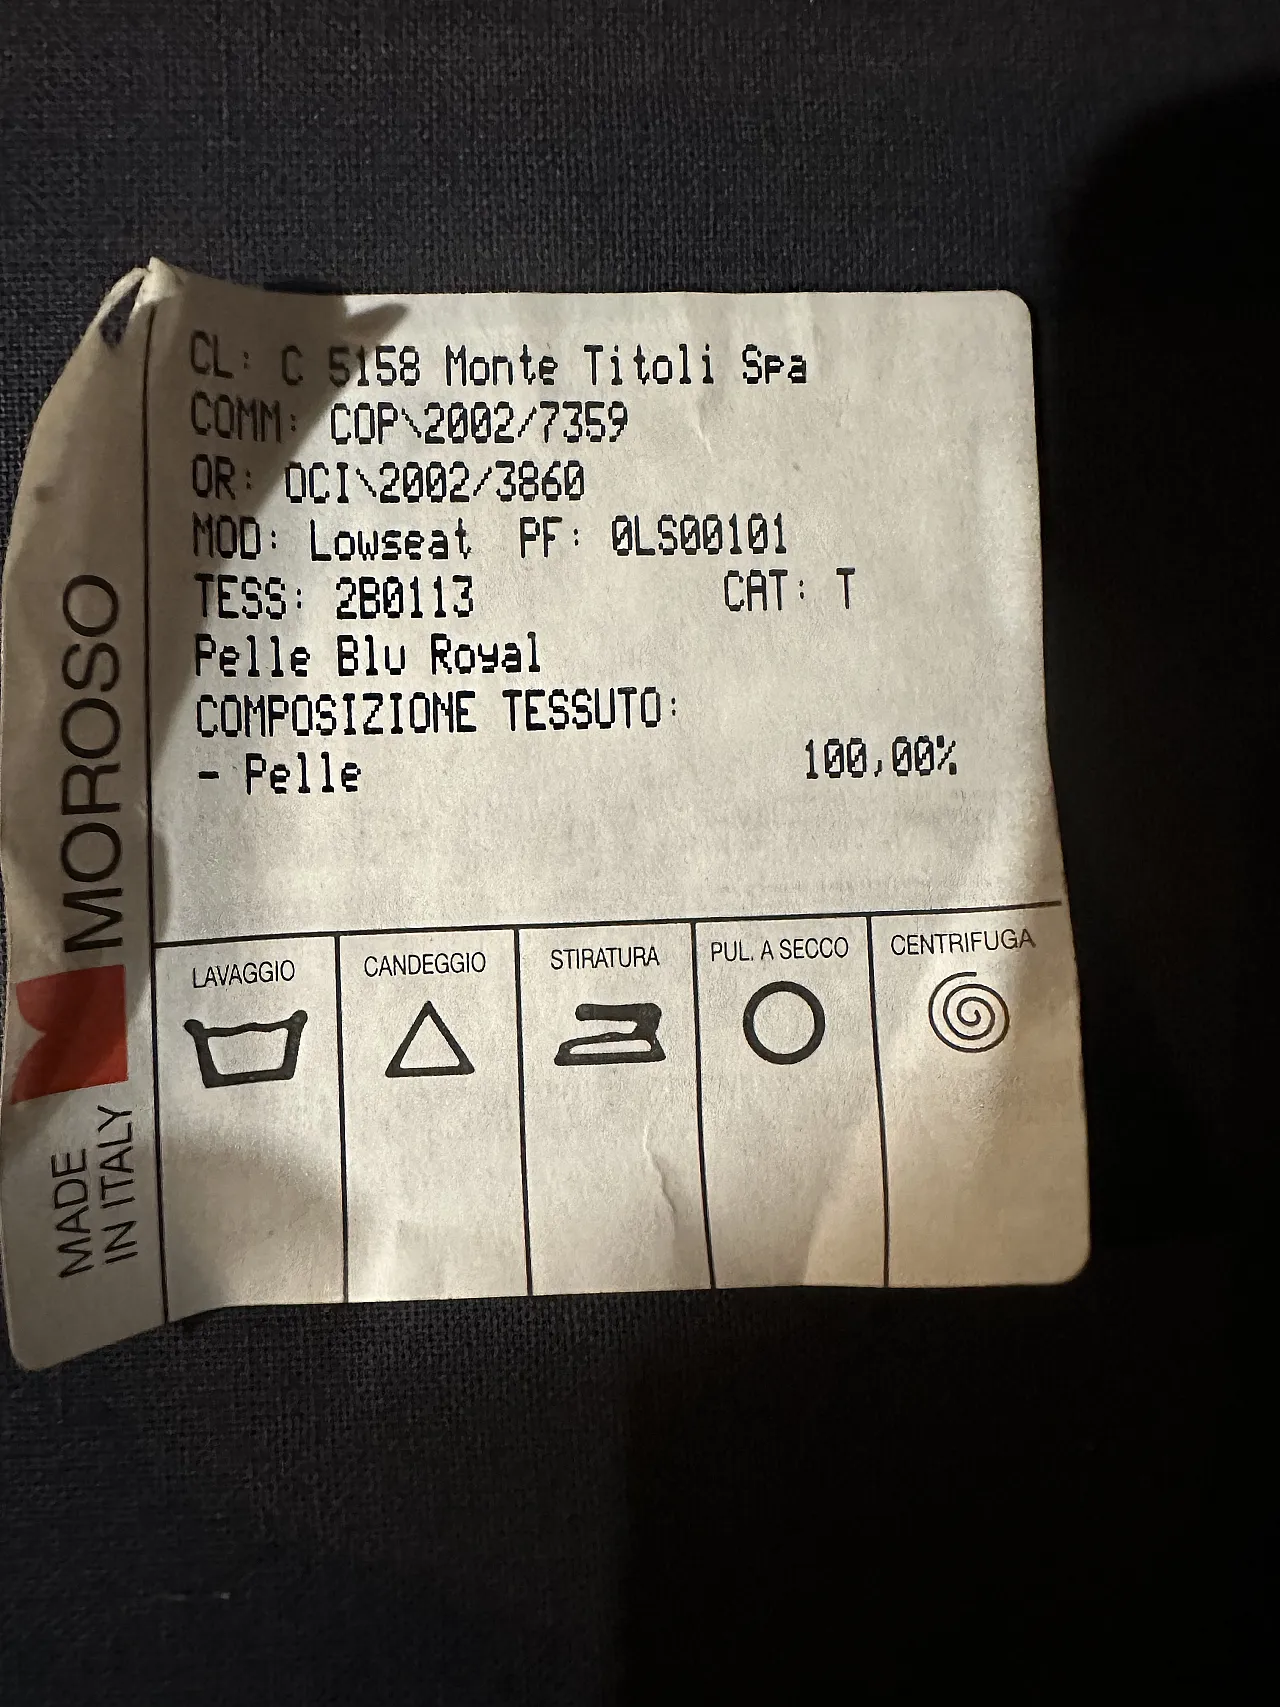 CL: C 5158 Monte Titoli Spa
COMM: COP\2002/7359
OR: OCI\2002/3860
MOD: Lowseat PF: 0LS00101
TESS: 2B0113 CAT: T
Pelle Blu Royal
COMPOSIZIONE TESSUTO:
- Pelle 100,00%
MOROSO
MADE
IN ITALY
LAVAGGIO
CANDEGGIO
STIRATURA
PUL. A SECCO
CENTRIFUGA